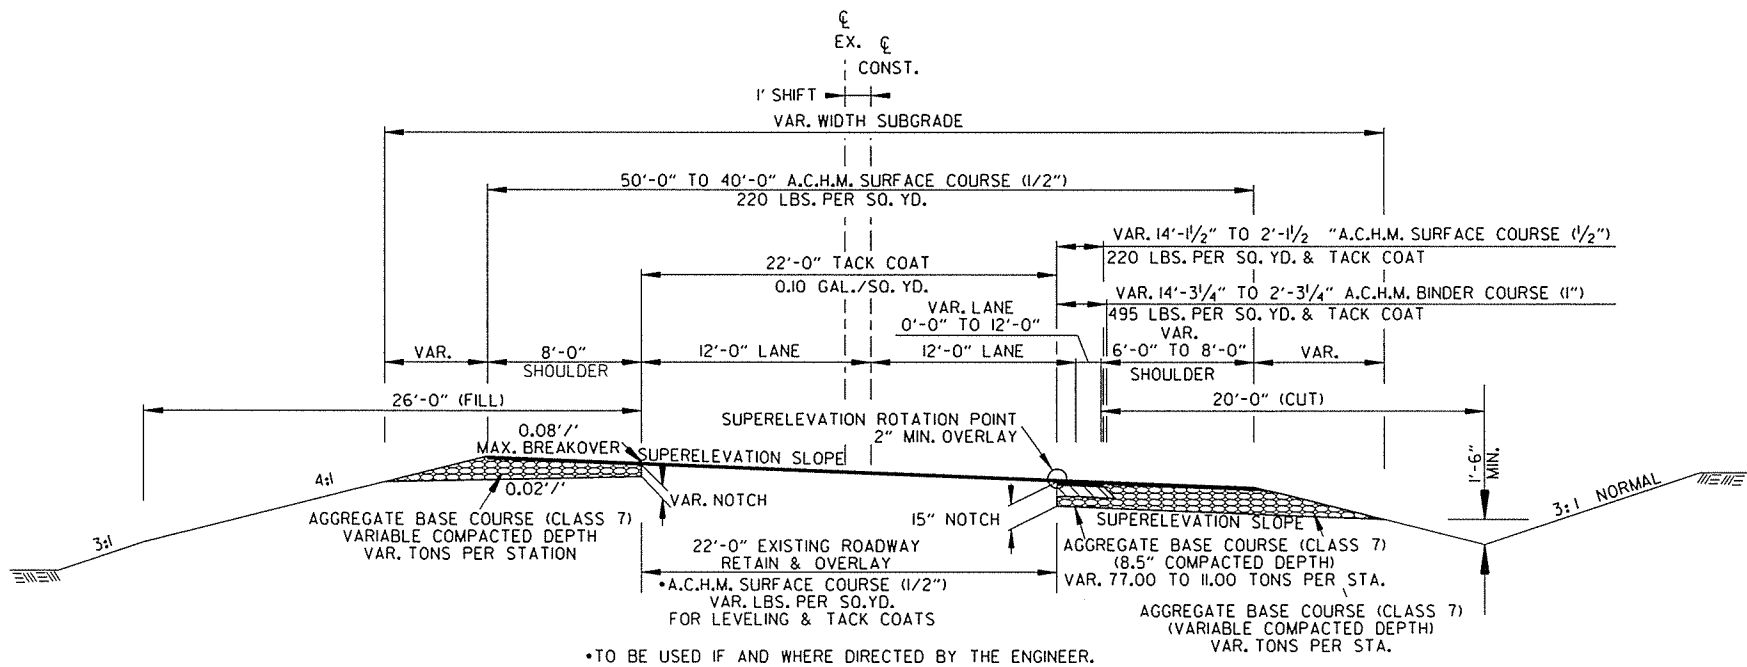 ℄
EX. ℄
CONST.
1' SHIFT
VAR. WIDTH SUBGRADE
50'-0" TO 40'-0" A.C.H.M. SURFACE COURSE (1/2")
220 LBS. PER SQ. YD.
VAR. 14'-1 1/2" TO 2'-1 1/2 "A.C.H.M. SURFACE COURSE (1/2")
220 LBS. PER SQ. YD. & TACK COAT
22'-0" TACK COAT
0.10 GAL./SQ. YD.
VAR. 14'-3 1/4" TO 2'-3 1/4" A.C.H.M. BINDER COURSE (1")
495 LBS. PER SQ. YD. & TACK COAT
VAR. LANE
0'-0" TO 12'-0"
VAR.
8'-0"
SHOULDER
12'-0" LANE
12'-0" LANE
VAR.
6'-0" TO 8'-0"
SHOULDER
VAR.
26'-0" (FILL)
20'-0" (CUT)
SUPERELEVATION ROTATION POINT
2" MIN. OVERLAY
0.08'/'
MAX. BREAKOVER
SUPERELEVATION SLOPE
1'-6"
MIN.
4:1
0.02'/'
VAR. NOTCH
3:1 NORMAL
3:1
AGGREGATE BASE COURSE (CLASS 7)
VARIABLE COMPACTED DEPTH
VAR. TONS PER STATION
15" NOTCH
SUPERELEVATION SLOPE
22'-0" EXISTING ROADWAY
RETAIN & OVERLAY
•A.C.H.M. SURFACE COURSE (1/2")
VAR. LBS. PER SQ.YD.
FOR LEVELING & TACK COATS
AGGREGATE BASE COURSE (CLASS 7)
(8.5" COMPACTED DEPTH)
VAR. 77.00 TO 11.00 TONS PER STA.
AGGREGATE BASE COURSE (CLASS 7)
(VARIABLE COMPACTED DEPTH)
VAR. TONS PER STA.
•TO BE USED IF AND WHERE DIRECTED BY THE ENGINEER.